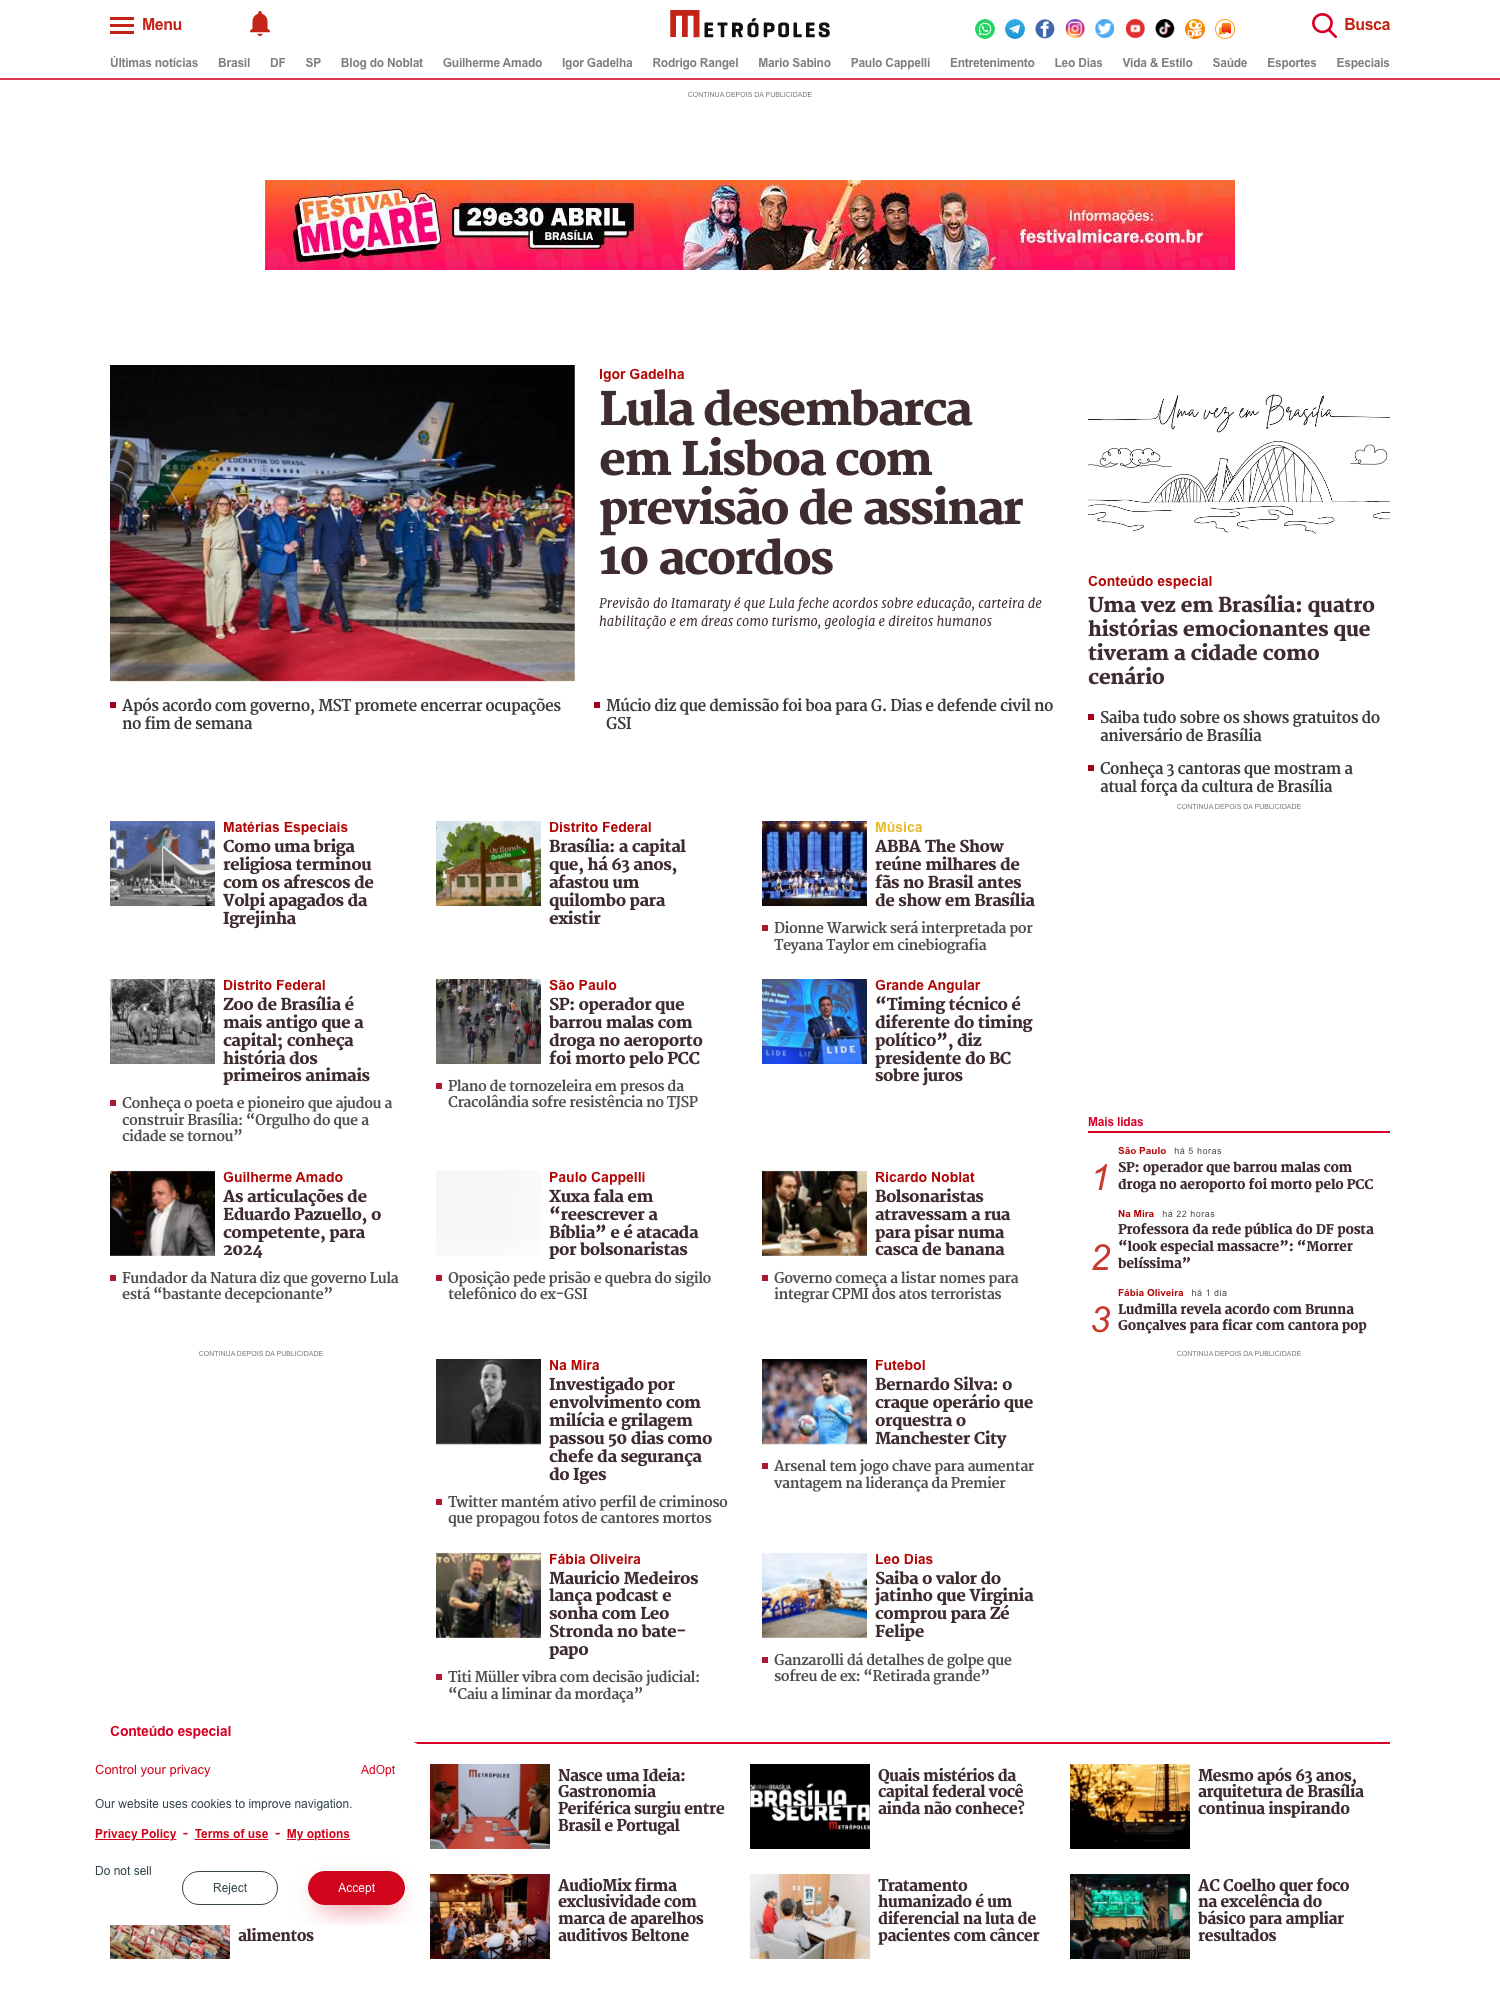 Menu
METRÓPOLES
Busca
Últimas notícias Brasil DF SP Blog do Noblat Guilherme Amado Igor Gadelha Rodrigo Rangel Mario Sabino Paulo Cappelli Entretenimento Leo Dias Vida & Estilo Saúde Esportes Especiais
CONTINUA DEPOIS DA PUBLICIDADE
FESTIVAL
MICARÊ
29e30 ABRIL
BRASÍLIA
Informações:
festivalmicare.com.br
REPÚBLICA FEDERATIVA DO BRASIL
Igor Gadelha
Lula desembarca
em Lisboa com
previsão de assinar
10 acordos
Previsão do Itamaraty é que Lula feche acordos sobre educação, carteira de
habilitação e em áreas como turismo, geologia e direitos humanos
Após acordo com governo, MST promete encerrar ocupações
no fim de semana
Múcio diz que demissão foi boa para G. Dias e defende civil no
GSI
Uma vez em Brasília
Conteúdo especial
Uma vez em Brasília: quatro
histórias emocionantes que
tiveram a cidade como
cenário
Saiba tudo sobre os shows gratuitos do
aniversário de Brasília
Conheça 3 cantoras que mostram a
atual força da cultura de Brasília
CONTINUA DEPOIS DA PUBLICIDADE
Matérias Especiais
Como uma briga
religiosa terminou
com os afrescos de
Volpi apagados da
Igrejinha
Quilombo
Brasília
Distrito Federal
Brasília: a capital
que, há 63 anos,
afastou um
quilombo para
existir
Música
ABBA The Show
reúne milhares de
fãs no Brasil antes
de show em Brasília
Dionne Warwick será interpretada por
Teyana Taylor em cinebiografia
Distrito Federal
Zoo de Brasília é
mais antigo que a
capital; conheça
história dos
primeiros animais
Conheça o poeta e pioneiro que ajudou a
construir Brasília: “Orgulho do que a
cidade se tornou”
São Paulo
SP: operador que
barrou malas com
droga no aeroporto
foi morto pelo PCC
Plano de tornozeleira em presos da
Cracolândia sofre resistência no TJSP
LIDE
LIDE
Grande Angular
“Timing técnico é
diferente do timing
político”, diz
presidente do BC
sobre juros
Guilherme Amado
As articulações de
Eduardo Pazuello, o
competente, para
2024
Fundador da Natura diz que governo Lula
está “bastante decepcionante”
Paulo Cappelli
Xuxa fala em
“reescrever a
Bíblia” e é atacada
por bolsonaristas
Oposição pede prisão e quebra do sigilo
telefônico do ex-GSI
Ricardo Noblat
Bolsonaristas
atravessam a rua
para pisar numa
casca de banana
Governo começa a listar nomes para
integrar CPMI dos atos terroristas
Mais lidas
1
São Paulo há 5 horas
SP: operador que barrou malas com
droga no aeroporto foi morto pelo PCC
2
Na Mira há 22 horas
Professora da rede pública do DF posta
“look especial massacre”: “Morrer
belíssima”
3
Fábia Oliveira há 1 dia
Ludmilla revela acordo com Brunna
Gonçalves para ficar com cantora pop
CONTINUA DEPOIS DA PUBLICIDADE
CONTINUA DEPOIS DA PUBLICIDADE
Na Mira
Investigado por
envolvimento com
milícia e grilagem
passou 50 dias como
chefe da segurança
do Iges
Twitter mantém ativo perfil de criminoso
que propagou fotos de cantores mortos
Futebol
Bernardo Silva: o
craque operário que
orquestra o
Manchester City
Arsenal tem jogo chave para aumentar
vantagem na liderança da Premier
Fábia Oliveira
Mauricio Medeiros
lança podcast e
sonha com Leo
Stronda no bate-
papo
Titi Müller vibra com decisão judicial:
“Caiu a liminar da mordaça”
Leo Dias
Saiba o valor do
jatinho que Virginia
comprou para Zé
Felipe
Ganzarolli dá detalhes de golpe que
sofreu de ex: “Retirada grande”
Conteúdo especial
Control your privacy
AdOpt
Our website uses cookies to improve navigation.
Privacy Policy - Terms of use - My options
Do not sell
Reject
Accept
alimentos
METRÓPOLES
Nasce uma Ideia:
Gastronomia
Periférica surgiu entre
Brasil e Portugal
BRASÍLIA
SECRETA
METRÓPOLES
Quais mistérios da
capital federal você
ainda não conhece?
Mesmo após 63 anos,
arquitetura de Brasília
continua inspirando
AudioMix firma
exclusividade com
marca de aparelhos
auditivos Beltone
Tratamento
humanizado é um
diferencial na luta de
pacientes com câncer
AC Coelho quer foco
na excelência do
básico para ampliar
resultados